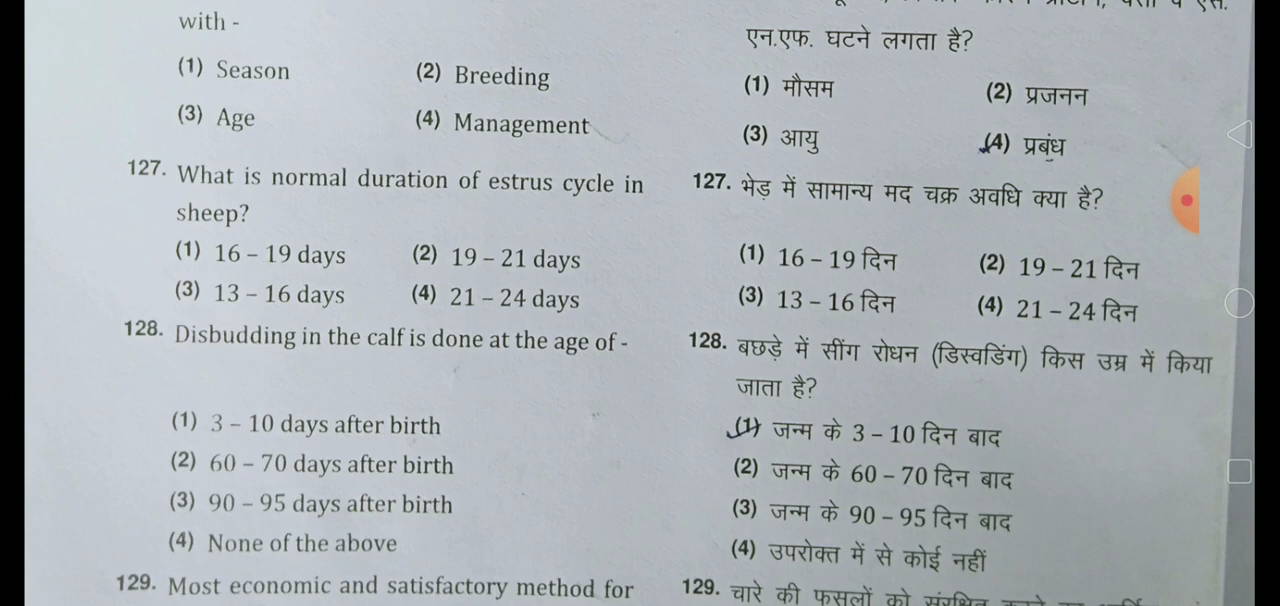 with -
(1) Season (2) Breeding
(3) Age (4) Management
127. What is normal duration of estrus cycle in
sheep?
(1) 16 – 19 days (2) 19 – 21 days
(3) 13 – 16 days (4) 21 – 24 days
128. Disbudding in the calf is done at the age of -
(1) 3 – 10 days after birth
(2) 60 – 70 days after birth
(3) 90 – 95 days after birth
(4) None of the above
129. Most economic and satisfactory method for
एन.एफ. घटने लगता है?
(1) मौसम (2) प्रजनन
(3) आयु (4) प्रबंध
127. भेड़ में सामान्य मद चक्र अवधि क्या है?
(1) 16 – 19 दिन (2) 19 – 21 दिन
(3) 13 – 16 दिन (4) 21 – 24 दिन
128. बछड़े में सींग रोधन (डिस्वडिंग) किस उम्र में किया
जाता है?
(1) जन्म के 3 – 10 दिन बाद
(2) जन्म के 60 – 70 दिन बाद
(3) जन्म के 90 – 95 दिन बाद
(4) उपरोक्त में से कोई नहीं
129. चारे की फसलों को संरक्षित